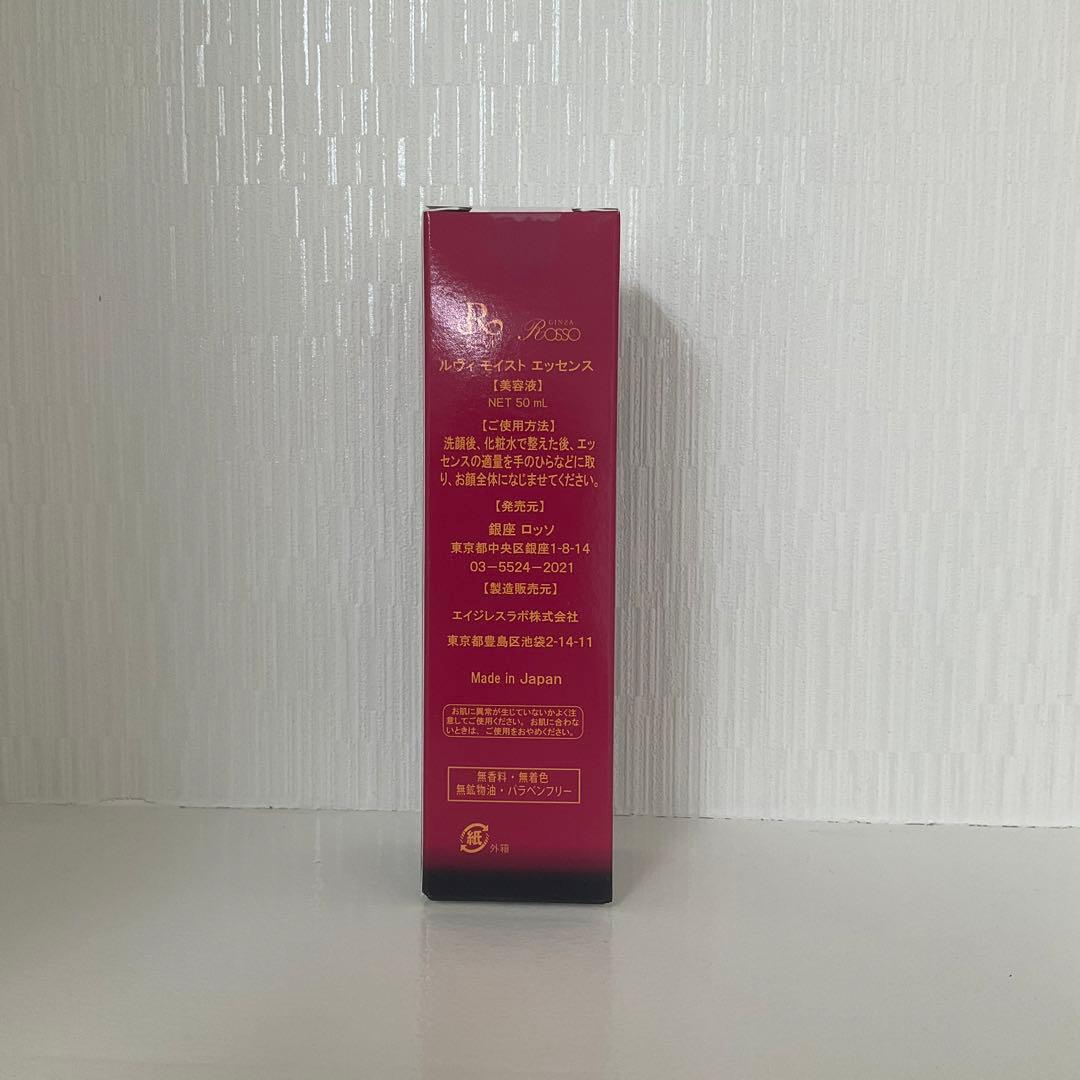 R
GINZA
Rosso
ルヴィ モイスト エッセンス
【美容液】
NET 50 mL
【ご使用方法】
洗顔後、化粧水で整えた後、エッ
センスの適量を手のひらなどに取
り、お顔全体になじませてください。
【発売元】
銀座 ロッソ
東京都中央区銀座1-8-14
03-5524-2021
【製造販売元】
エイジレスラボ株式会社
東京都豊島区池袋2-14-11
Made in Japan
お肌に異常が生じていないかよく注
意してご使用ください。お肌に合わな
いときは、ご使用をおやめください。
無香料・無着色
無鉱物油・パラベンフリー
紙
外箱